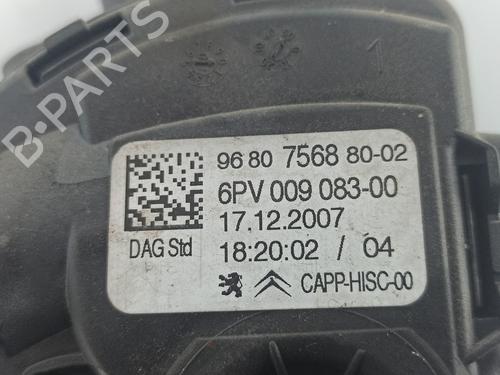 B-PARTS
1
96 80 7568 80-02
6PV 009 083-00
17.12.2007
DAG Std
18:20:02 / 04
CAPP-HISC-00